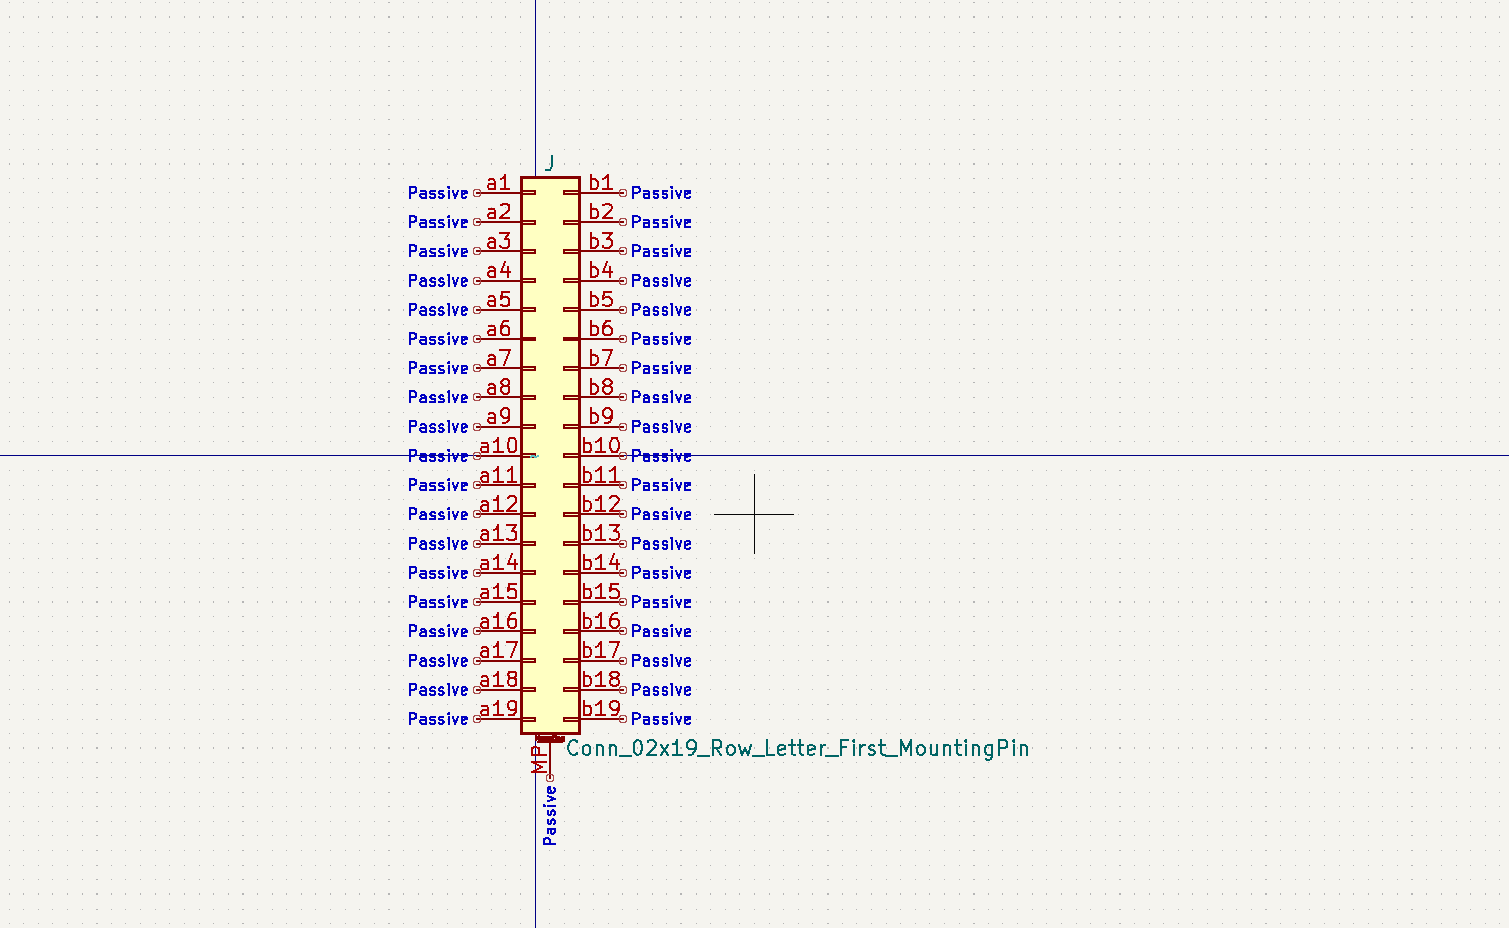 J
Passive a1 b1 Passive
Passive a2 b2 Passive
Passive a3 b3 Passive
Passive a4 b4 Passive
Passive a5 b5 Passive
Passive a6 b6 Passive
Passive a7 b7 Passive
Passive a8 b8 Passive
Passive a9 b9 Passive
Passive a10 b10 Passive
Passive a11 b11 Passive
Passive a12 b12 Passive
Passive a13 b13 Passive
Passive a14 b14 Passive
Passive a15 b15 Passive
Passive a16 b16 Passive
Passive a17 b17 Passive
Passive a18 b18 Passive
Passive a19 b19 Passive
MP Conn_02x19_Row_Letter_First_MountingPin
Passive